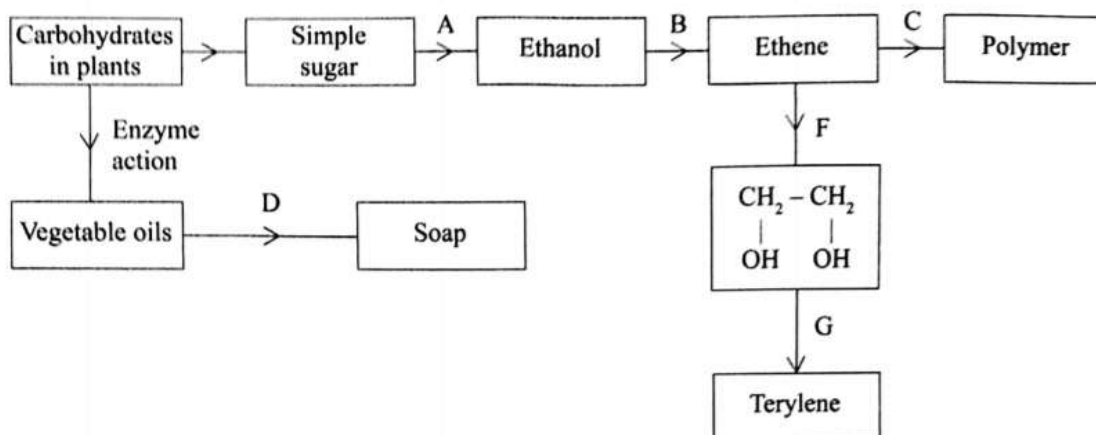 Carbohydrates
in plants
Simple
sugar
A
Ethanol
B
Ethene
C
Polymer
Enzyme
action
F
Vegetable oils
D
Soap
CH₂ – CH₂
| |
OH OH
G
Terylene